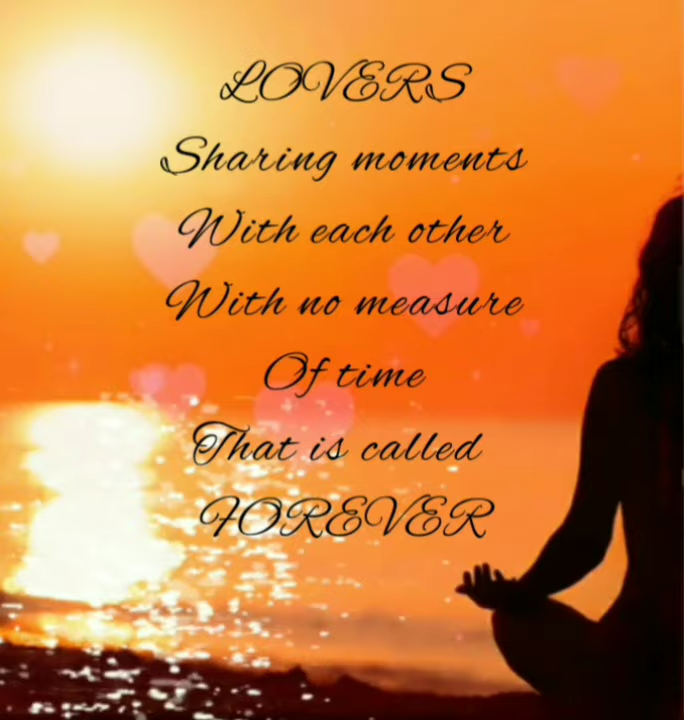 LOVERS
Sharing moments
With each other
With no measure
Of time
That is called
FOREVER